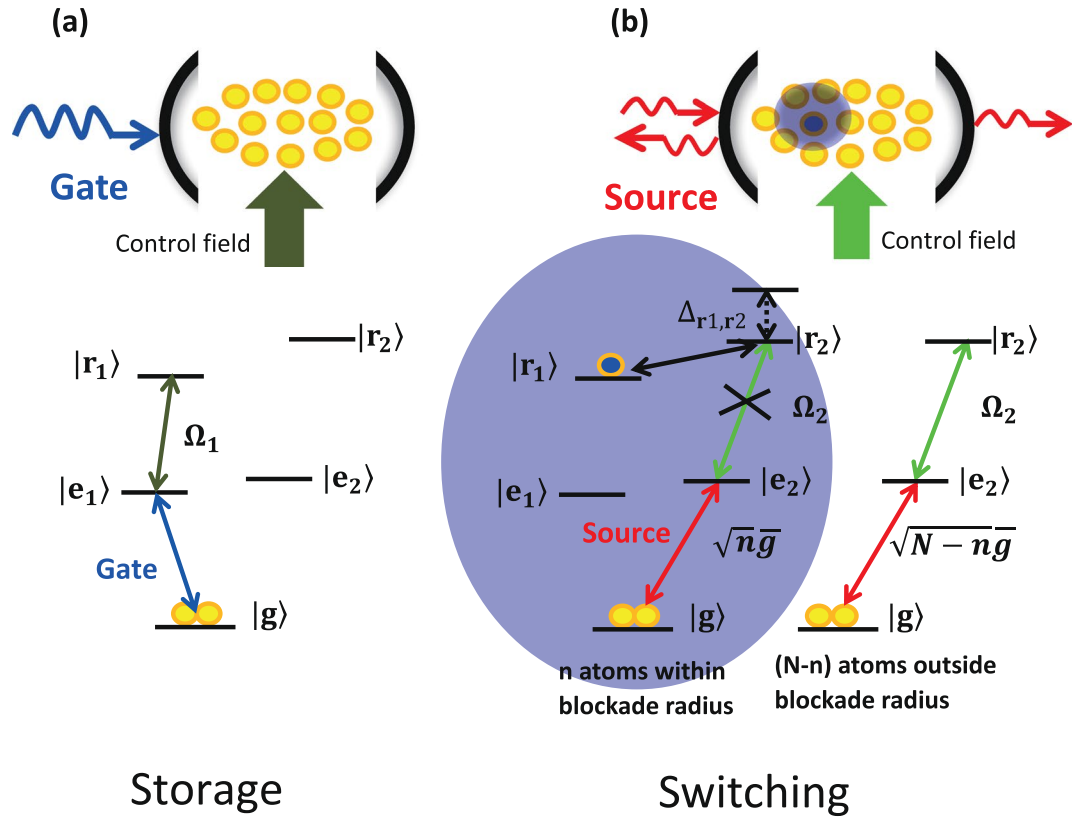 (a)
Gate
Control field
|r₂⟩
|r₁⟩
Ω₁
|e₁⟩
|e₂⟩
Gate
|g⟩
Storage
(b)
Source
Control field
Δr1,r2
|r₂⟩
|r₁⟩
Ω₂
|e₁⟩
|e₂⟩
Source
√n g̅
|g⟩
n atoms within
blockade radius
|r₂⟩
Ω₂
|e₂⟩
√N − n g̅
|g⟩
(N-n) atoms outside
blockade radius
Switching